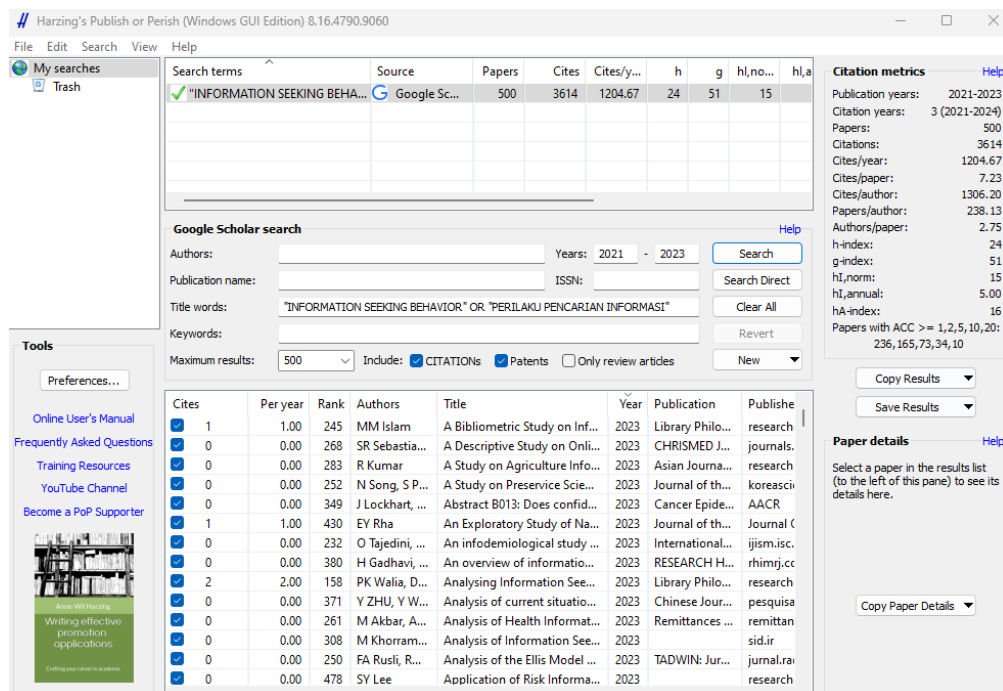 Harzing's Publish or Perish (Windows GUI Edition) 8.16.4790.9060
File Edit Search View Help
My searches
Trash
Search terms Source Papers Cites Cites/y... h g hI,no... hI,a
"INFORMATION SEEKING BEHA... G Google Sc... 500 3614 1204.67 24 51 15
Google Scholar search Help
Authors: Years: 2021 - 2023 Search
Publication name: ISSN: Search Direct
Title words: "INFORMATION SEEKING BEHAVIOR" OR "PERILAKU PENCARIAN INFORMASI" Clear All
Keywords: Revert
Maximum results: 500 Include: CITATIONs Patents Only review articles New
Cites Per year Rank Authors Title Year Publication Publishe
1 1.00 245 MM Islam A Bibliometric Study on Inf... 2023 Library Philo... research
0 0.00 268 SR Sebastia... A Descriptive Study on Onli... 2023 CHRISMED J... journals.
0 0.00 283 R Kumar A Study on Agriculture Info... 2023 Asian Journa... research
0 0.00 252 N Song, S P... A Study on Preservice Scie... 2023 Journal of th... koreasci
0 0.00 349 J Lockhart, ... Abstract B013: Does confid... 2023 Cancer Epide... AACR
1 1.00 430 EY Rha An Exploratory Study of Na... 2023 Journal of th... Journal
0 0.00 232 O Tajedini, ... An infodemiological study ... 2023 International... ijism.isc.
0 0.00 380 H Gadhavi, ... An overview of informatio... 2023 RESEARCH H... rhimrj.co
2 2.00 158 PK Walia, D... Analysing Information See... 2023 Library Philo... research
0 0.00 371 Y ZHU, Y W... Analysis of current situatio... 2023 Chinese Jour... pesquisa
0 0.00 261 M Akbar, A... Analysis of Health Informat... 2023 Remittances ... remittan
0 0.00 308 M Khorram... Analysis of Information See... 2023 sid.ir
0 0.00 250 FA Rusli, R... Analysis of the Ellis Model ... 2023 TADWIN: Jur... jurnal.ra
0 0.00 478 SY Lee Application of Risk Informa... 2023 research
Tools
Preferences...
Online User's Manual
Frequently Asked Questions
Training Resources
YouTube Channel
Become a PoP Supporter
Anne-Wil Harzing
Writing effective
promotion
applications
Crafting your career in academia
Citation metrics Help
Publication years: 2021-2023
Citation years: 3 (2021-2024)
Papers: 500
Citations: 3614
Cites/year: 1204.67
Cites/paper: 7.23
Cites/author: 1306.20
Papers/author: 238.13
Authors/paper: 2.75
h-index: 24
g-index: 51
hI,norm: 15
hI,annual: 5.00
hA-index: 16
Papers with ACC >= 1,2,5,10,20:
236,165,73,34,10
Copy Results
Save Results
Paper details Help
Select a paper in the results list
(to the left of this pane) to see its
details here.
Copy Paper Details